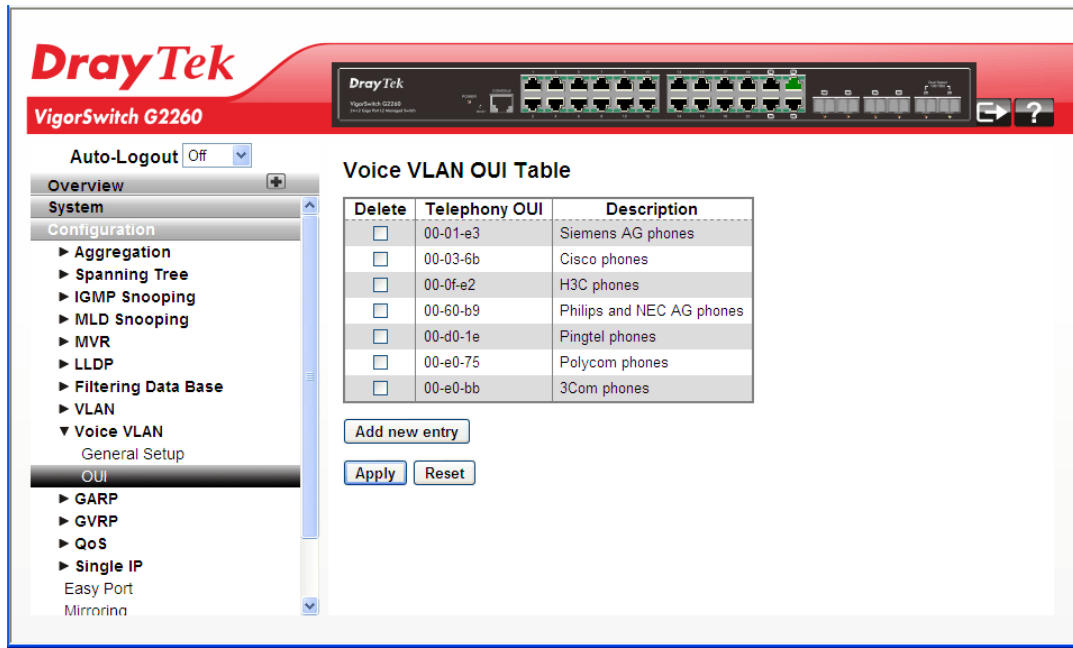 DrayTek
VigorSwitch G2260
DrayTek
VigorSwitch G2260
Auto-Logout Off
Overview
System
Configuration
Aggregation
Spanning Tree
IGMP Snooping
MLD Snooping
MVR
LLDP
Filtering Data Base
VLAN
Voice VLAN
General Setup
OUI
GARP
GVRP
QoS
Single IP
Easy Port
Mirroring
Voice VLAN OUI Table
Delete Telephony OUI Description
00-01-e3 Siemens AG phones
00-03-6b Cisco phones
00-0f-e2 H3C phones
00-60-b9 Philips and NEC AG phones
00-d0-1e Pingtel phones
00-e0-75 Polycom phones
00-e0-bb 3Com phones
Add new entry
Apply Reset